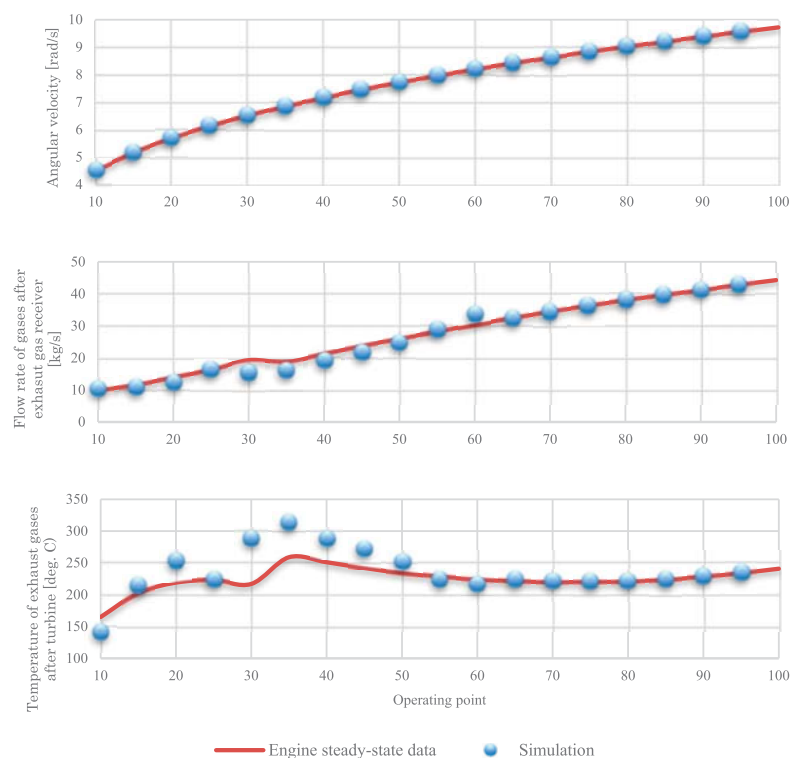 Angular velocity [rad/s]
10
9
8
7
6
5
4
10 20 30 40 50 60 70 80 90 100
Flow rate of gases after
exhasut gas receiver
[kg/s]
50
40
30
20
10
0
10 20 30 40 50 60 70 80 90 100
Temperature of exhaust gases
after turbine [deg. C)
350
300
250
200
150
100
10 20 30 40 50 60 70 80 90 100
Operating point
Engine steady-state data Simulation